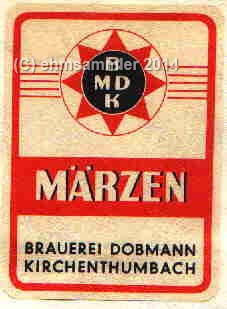 (C) ehmsammler 2014
B
MD
K
MÄRZEN
BRAUEREI DOBMANN
KIRCHENTHUMBACH